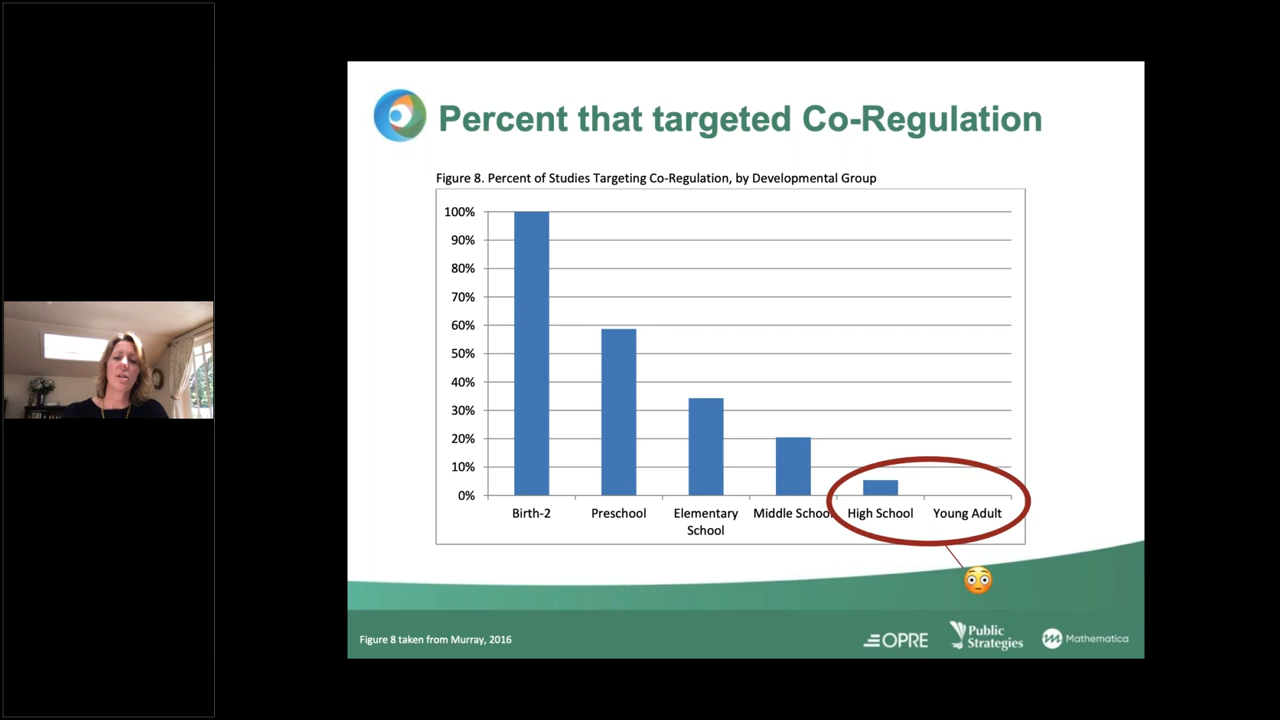 Percent that targeted Co-Regulation
Figure 8. Percent of Studies Targeting Co-Regulation, by Developmental Group
100%
90%
80%
70%
60%
50%
40%
30%
20%
10%
0%
Birth-2
Preschool
Elementary
School
Middle School
High School
Young Adult
Figure 8 taken from Murray, 2016
OPRE
Public
Strategies
Mathematica